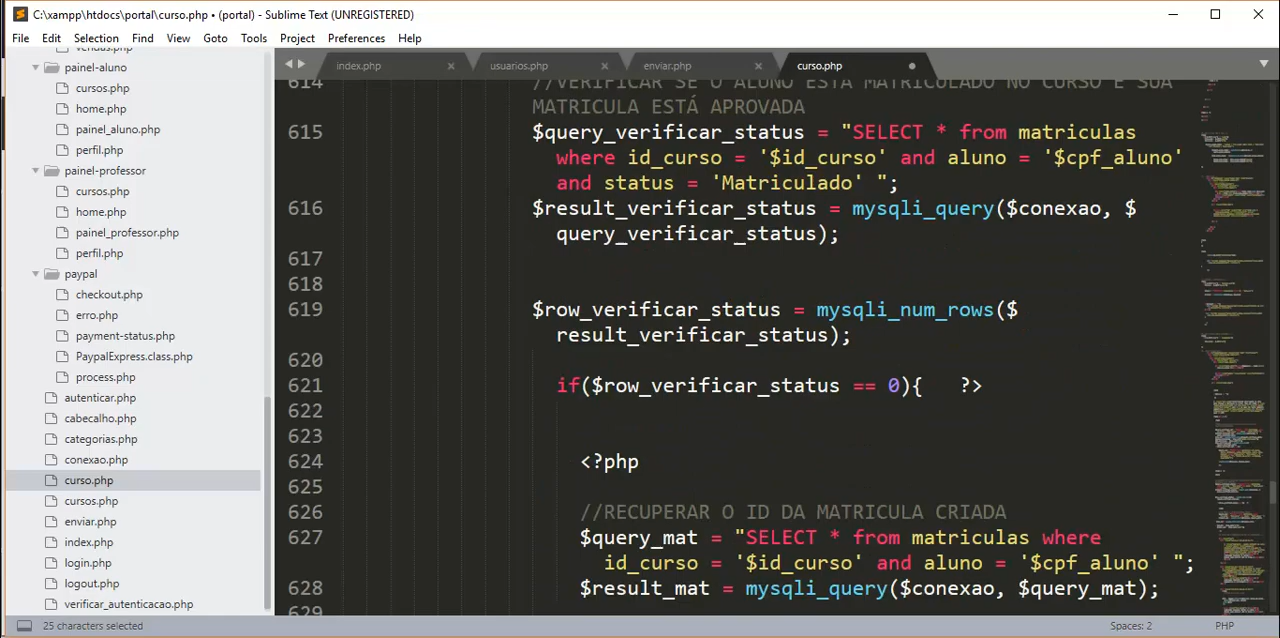 C:\xampp\htdocs\portal\curso.php • (portal) - Sublime Text (UNREGISTERED)
File Edit Selection Find View Goto Tools Project Preferences Help
vendas.php
painel-aluno
cursos.php
home.php
painel_aluno.php
perfil.php
painel-professor
cursos.php
home.php
painel_professor.php
perfil.php
paypal
checkout.php
erro.php
payment-status.php
PaypalExpress.class.php
process.php
autenticar.php
cabecalho.php
categorias.php
conexao.php
curso.php
cursos.php
enviar.php
index.php
login.php
logout.php
verificar_autenticacao.php
index.php usuarios.php enviar.php curso.php
614 //VERIFICAR SE O ALUNO ESTÁ MATRICULADO NO CURSO E SUA
MATRICULA ESTÁ APROVADA
615 $query_verificar_status = "SELECT * from matriculas
where id_curso = '$id_curso' and aluno = '$cpf_aluno'
and status = 'Matriculado' ";
616 $result_verificar_status = mysqli_query($conexao, $
query_verificar_status);
617
618
619 $row_verificar_status = mysqli_num_rows($
result_verificar_status);
620
621 if($row_verificar_status == 0){ ?>
622
623
624 <?php
625
626 //RECUPERAR O ID DA MATRICULA CRIADA
627 $query_mat = "SELECT * from matriculas where
id_curso = '$id_curso' and aluno = '$cpf_aluno' ";
628 $result_mat = mysqli_query($conexao, $query_mat);
629
25 characters selected Spaces: 2 PHP